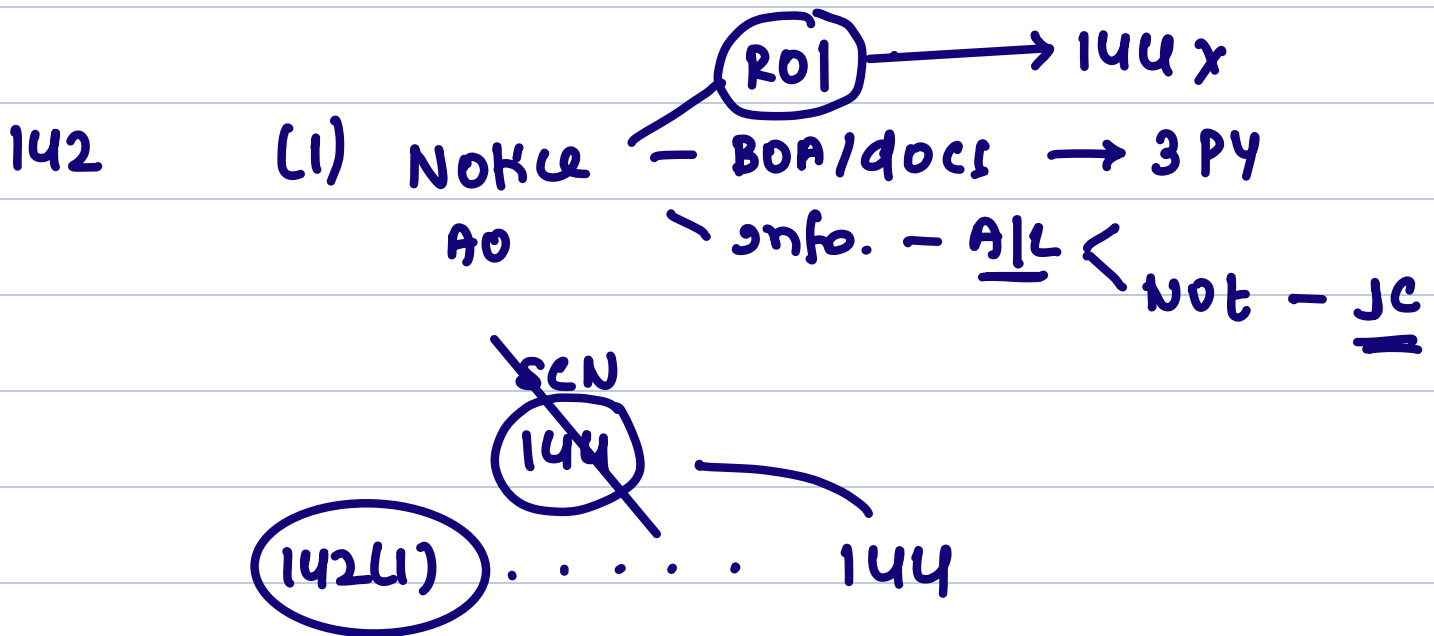 ROI → 144 X
142 (1) Notice - BOA/docs → 3 PY
AO info. - A/L < Not - JC
SCN
144
142(1) . . . . . 144